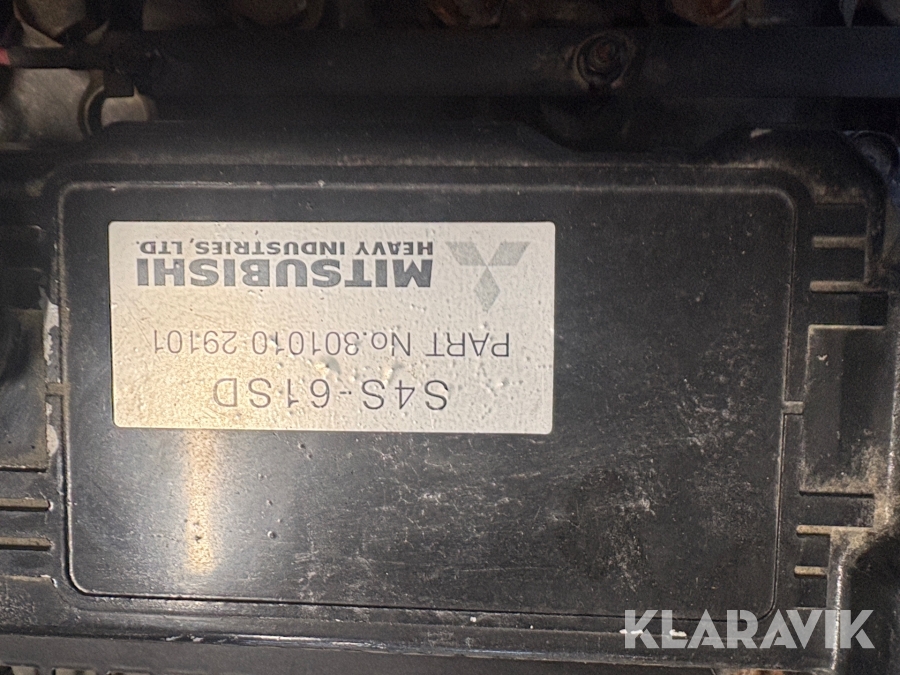 MITSUBISHI
HEAVY INDUSTRIES, LTD.
PART No.301010 29101
S4S-61SD
KLARAVIK